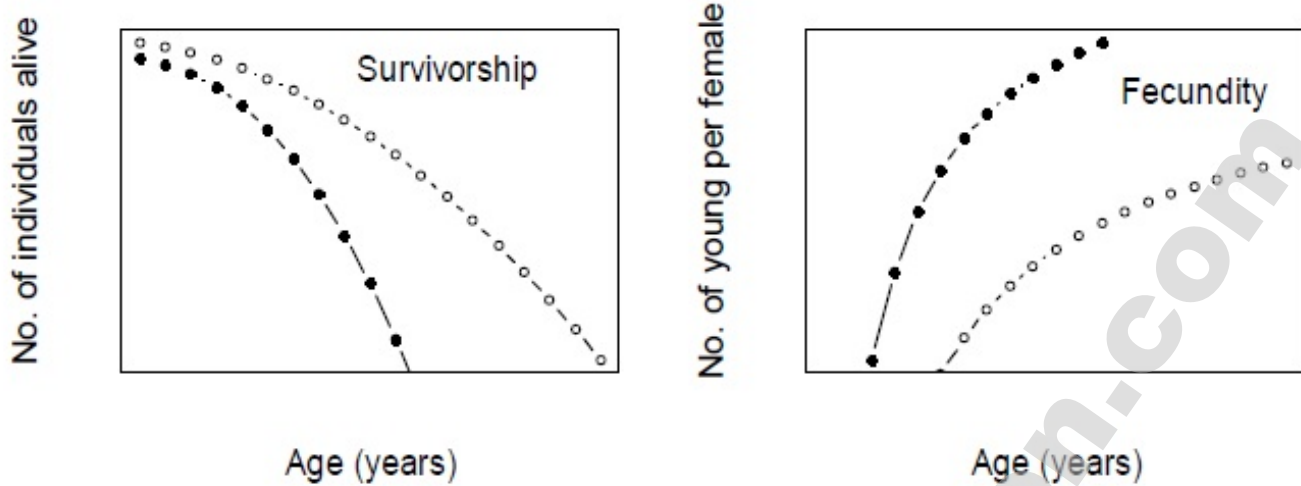 No. of individuals alive
Survivorship
Age (years)
No. of young per female
Fecundity
Age (years)